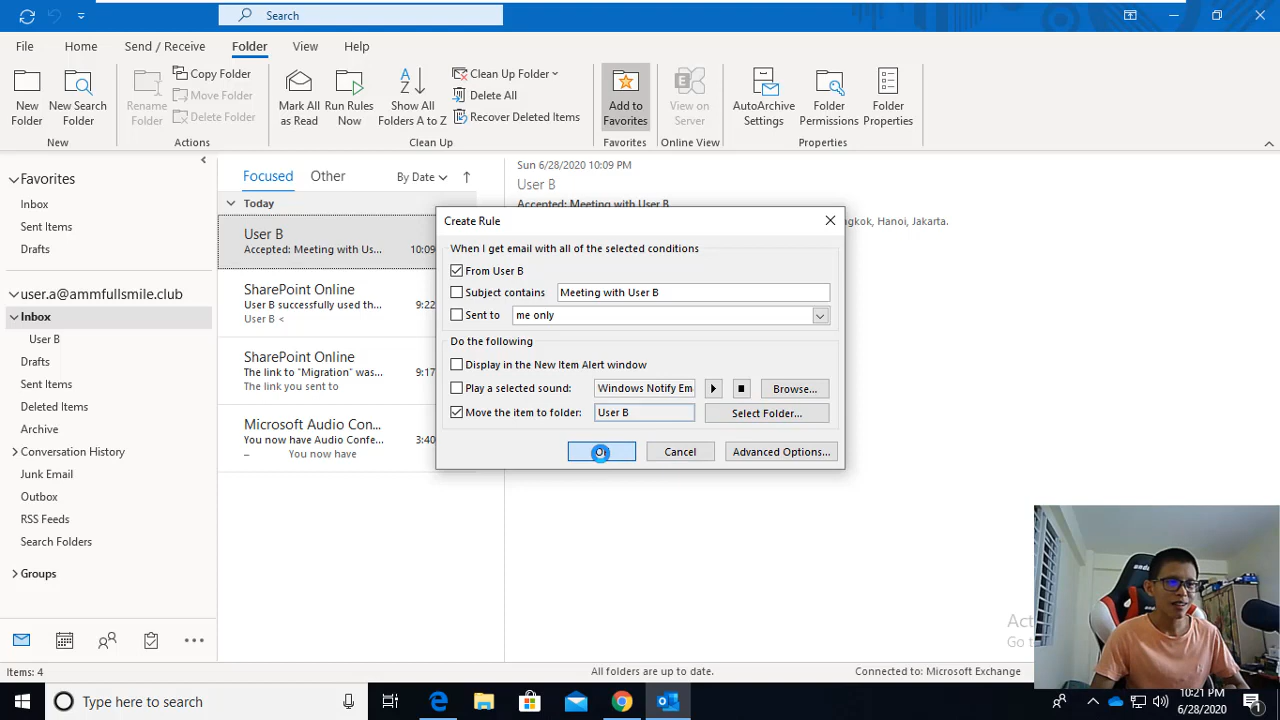 Search
File Home Send / Receive Folder View Help
New Folder
New Search Folder
New
Rename Folder
Copy Folder
Move Folder
Delete Folder
Actions
Mark All as Read
Run Rules Now
Show All Folders A to Z
Clean Up Folder
Delete All
Recover Deleted Items
Clean Up
Add to Favorites
Favorites
View on Server
Online View
AutoArchive Settings
Folder Permissions
Folder Properties
Properties
Favorites
Inbox
Sent Items
Drafts
user.a@ammfullsmile.club
Inbox
User B
Drafts
Sent Items
Deleted Items
Archive
Conversation History
Junk Email
Outbox
RSS Feeds
Search Folders
Groups
Focused Other By Date
Today
User B
Accepted: Meeting with Us... 10:09
SharePoint Online
User B successfully used th... 9:22
User B <
SharePoint Online
The link to "Migration" was... 9:17
The link you sent to
Microsoft Audio Con...
You now have Audio Confe... 3:40
– You now have
Sun 6/28/2020 10:09 PM
User B
Accepted: Meeting with User B
Hanoi, Jakarta.
Create Rule
When I get email with all of the selected conditions
From User B
Subject contains Meeting with User B
Sent to me only
Do the following
Display in the New Item Alert window
Play a selected sound: Windows Notify Em Browse...
Move the item to folder: User B Select Folder...
Cancel Advanced Options...
Items: 4
All folders are up to date.
Connected to: Microsoft Exchange
Type here to search
10:21 PM
6/28/2020
1